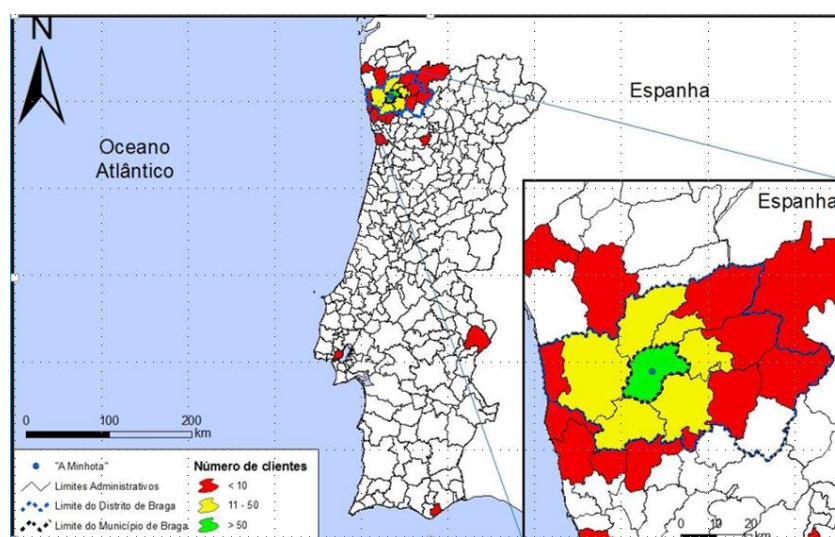 N
Espanha
Oceano
Atlântico
Espanha
0 100 200
km
"A Minhota"
Limites Administrativos
Limite do Distrito de Braga
Limite do Município de Braga
Número de clientes
< 10
11 - 50
> 50
0 10 20
km